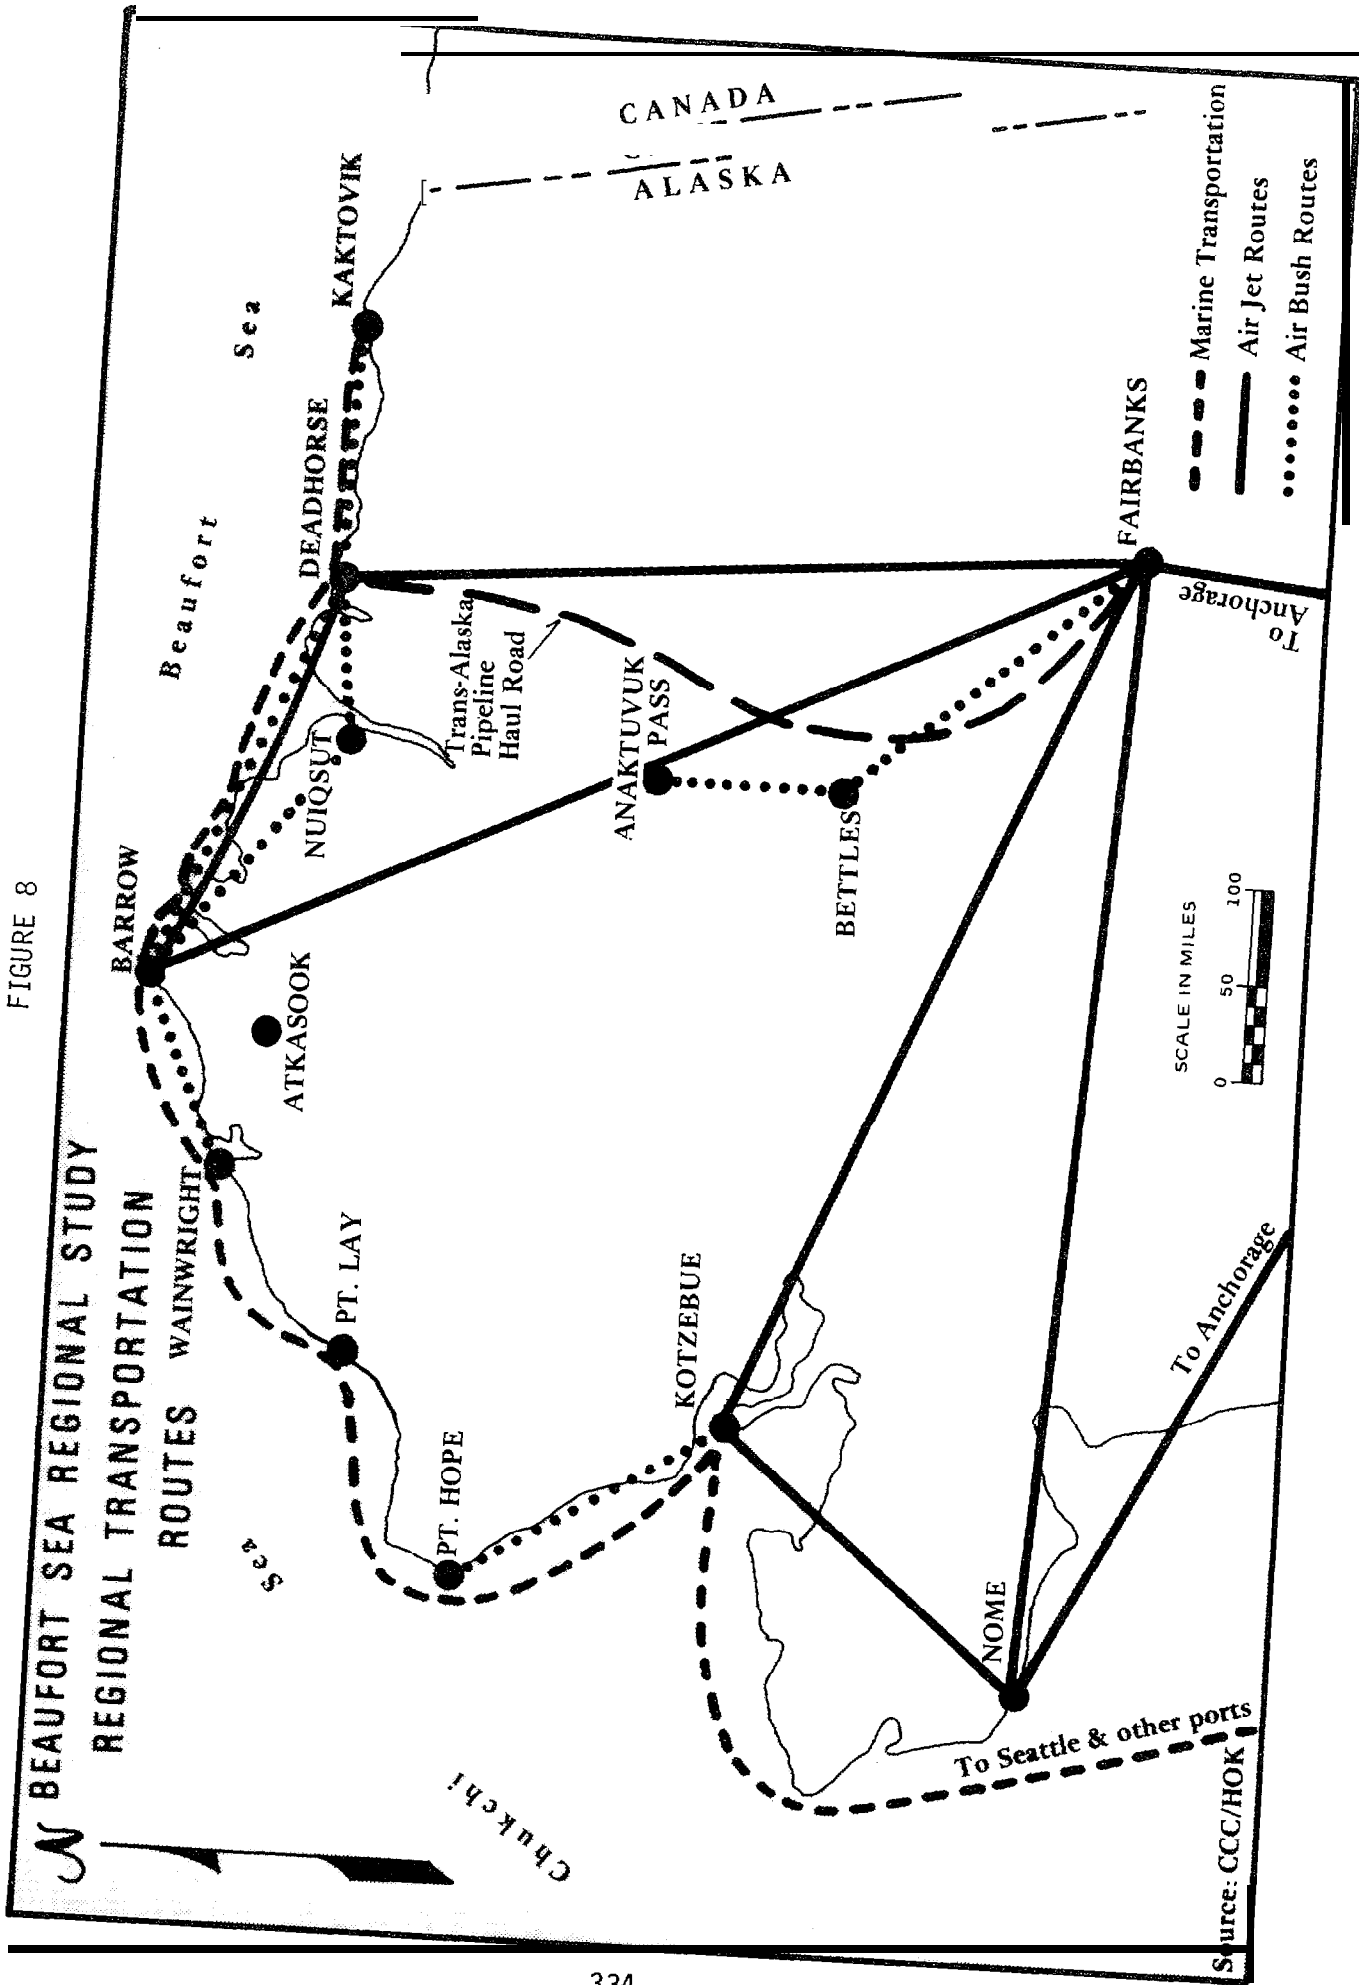 FIGURE 8
BEAUFORT SEA REGIONAL STUDY
REGIONAL TRANSPORTATION
ROUTES
N
Beaufort
Sea
Chukchi
Sea
BARROW
WAINWRIGHT
ATKASOOK
PT. LAY
PT. HOPE
KOTZEBUE
NOME
NUIQSUT
DEADHORSE
KAKTOVIK
CANADA
ALASKA
Trans-Alaska
Pipeline
Haul Road
ANAKTUVUK
PASS
BETTLES
FAIRBANKS
To
Anchorage
To Anchorage
To Seattle & other ports
Marine Transportation
Air Jet Routes
Air Bush Routes
SCALE IN MILES
0 50 100
Source: CCC/HOK
334